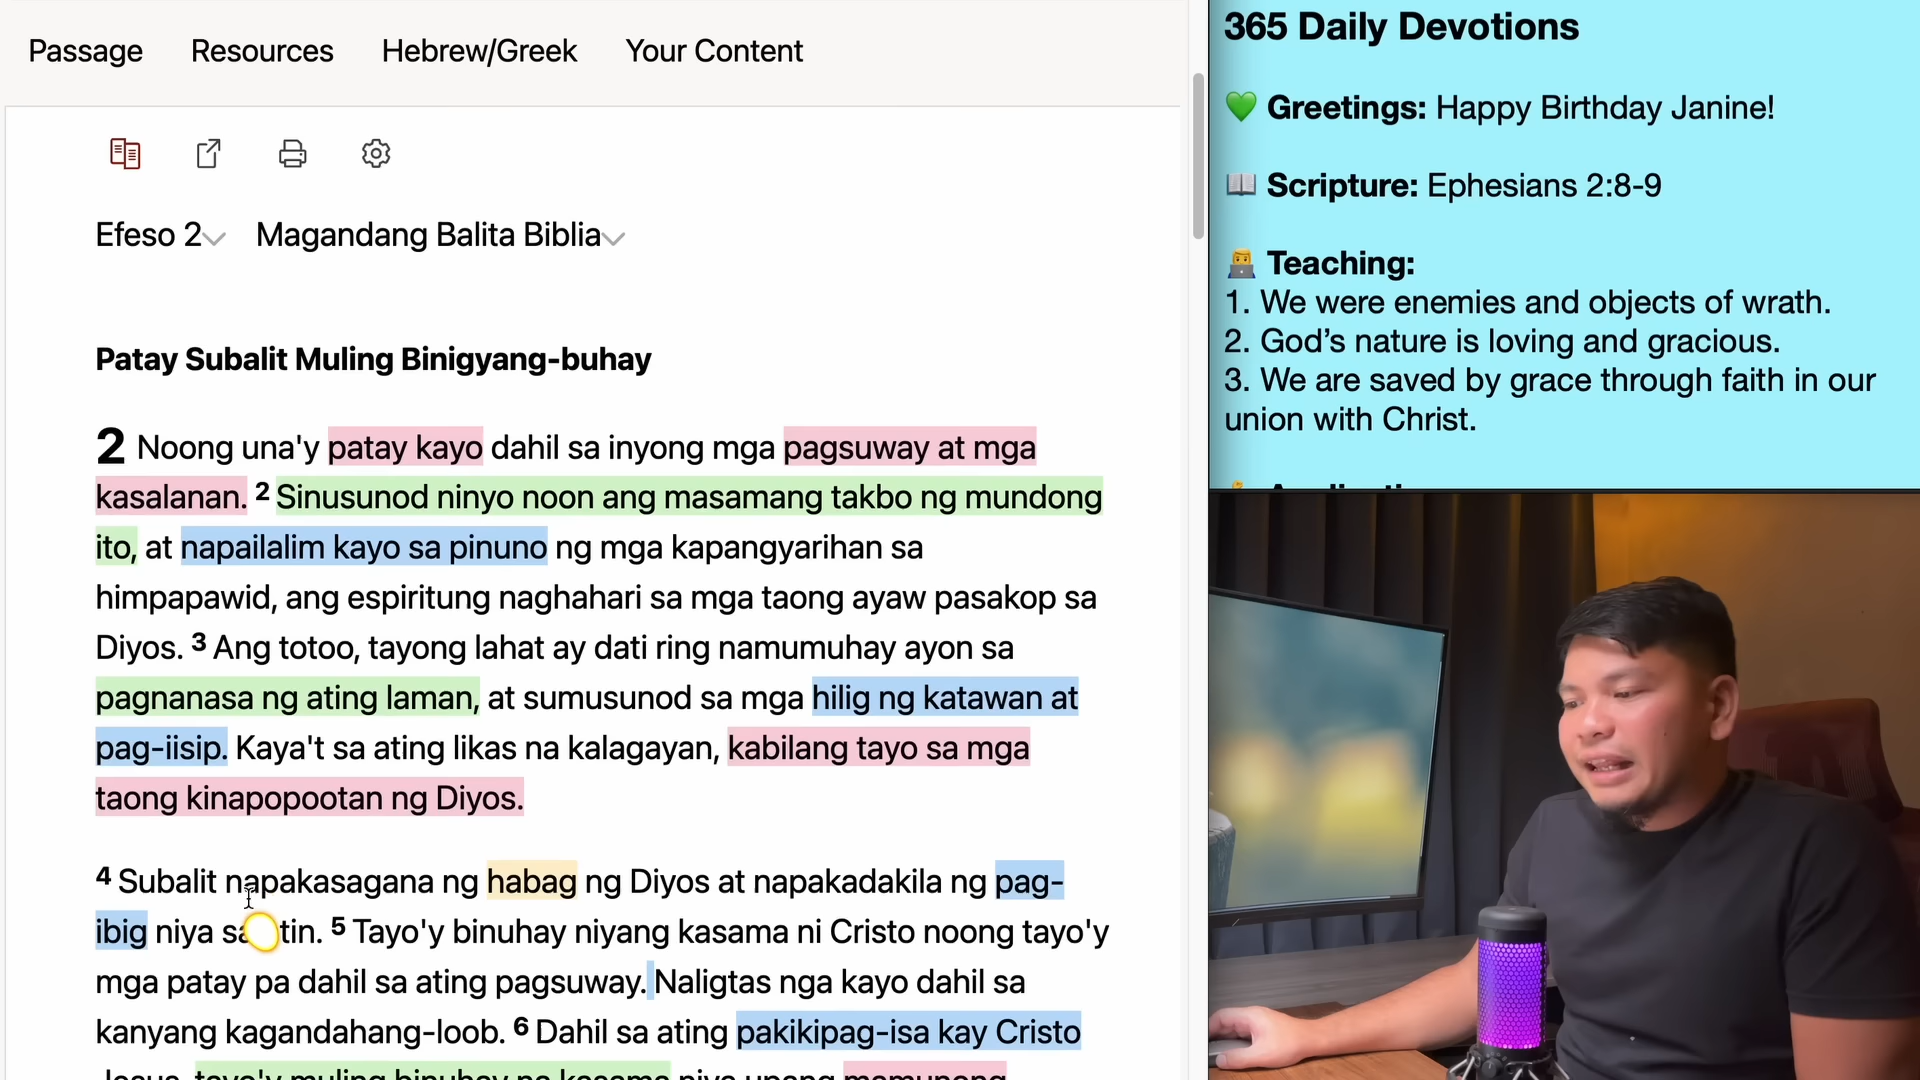 Passage Resources Hebrew/Greek Your Content
Efeso 2 Magandang Balita Biblia
Patay Subalit Muling Binigyang-buhay
2 Noong una'y patay kayo dahil sa inyong mga pagsuway at mga
kasalanan. 2 Sinusunod ninyo noon ang masamang takbo ng mundong
ito, at napailalim kayo sa pinuno ng mga kapangyarihan sa
himpapawid, ang espiritung naghahari sa mga taong ayaw pasakop sa
Diyos. 3 Ang totoo, tayong lahat ay dati ring namumuhay ayon sa
pagnanasa ng ating laman, at sumusunod sa mga hilig ng katawan at
pag-iisip. Kaya't sa ating likas na kalagayan, kabilang tayo sa mga
taong kinapopootan ng Diyos.
4 Subalit napakasagana ng habag ng Diyos at napakadakila ng pag-
ibig niya tin. 5 Tayo'y binuhay niyang kasama ni Cristo noong tayo'y
mga patay pa dahil sa ating pagsuway. Naligtas nga kayo dahil sa
kanyang kagandahang-loob. 6 Dahil sa ating pakikipag-isa kay Cristo
Jesus, tayo'y muling binuhay na kasama niya upang mamunong
365 Daily Devotions
💚 Greetings: Happy Birthday Janine!
📖 Scripture: Ephesians 2:8-9
👨‍💻 Teaching:
1. We were enemies and objects of wrath.
2. God's nature is loving and gracious.
3. We are saved by grace through faith in our
union with Christ.